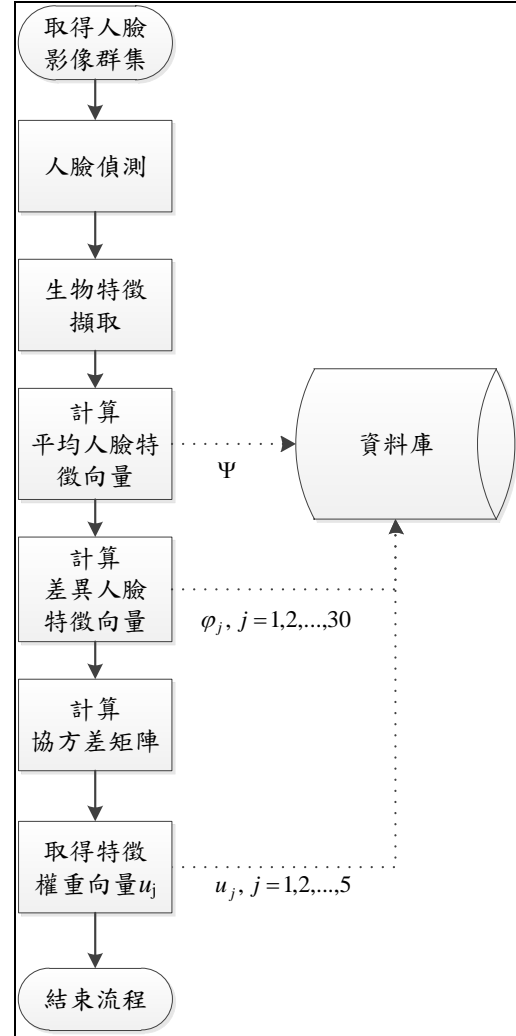 取得人臉
影像群集
人臉偵測
生物特徵
擷取
計算
平均人臉特
徵向量
Ψ
資料庫
計算
差異人臉
特徵向量
φ_j, j=1,2,...,30
計算
協方差矩陣
取得特徵
權重向量u_j
u_j, j=1,2,...,5
結束流程